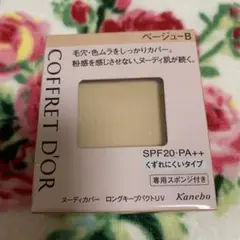 ベージューB
毛穴・色ムラをしっかりカバー。
粉感を感じさせない、ヌーディ肌が続く。
COFFRET D'OR
SPF20・PA++
くずれにくいタイプ
専用スポンジ付き
ヌーディカバー ロングキープパクトUV
Kanebo